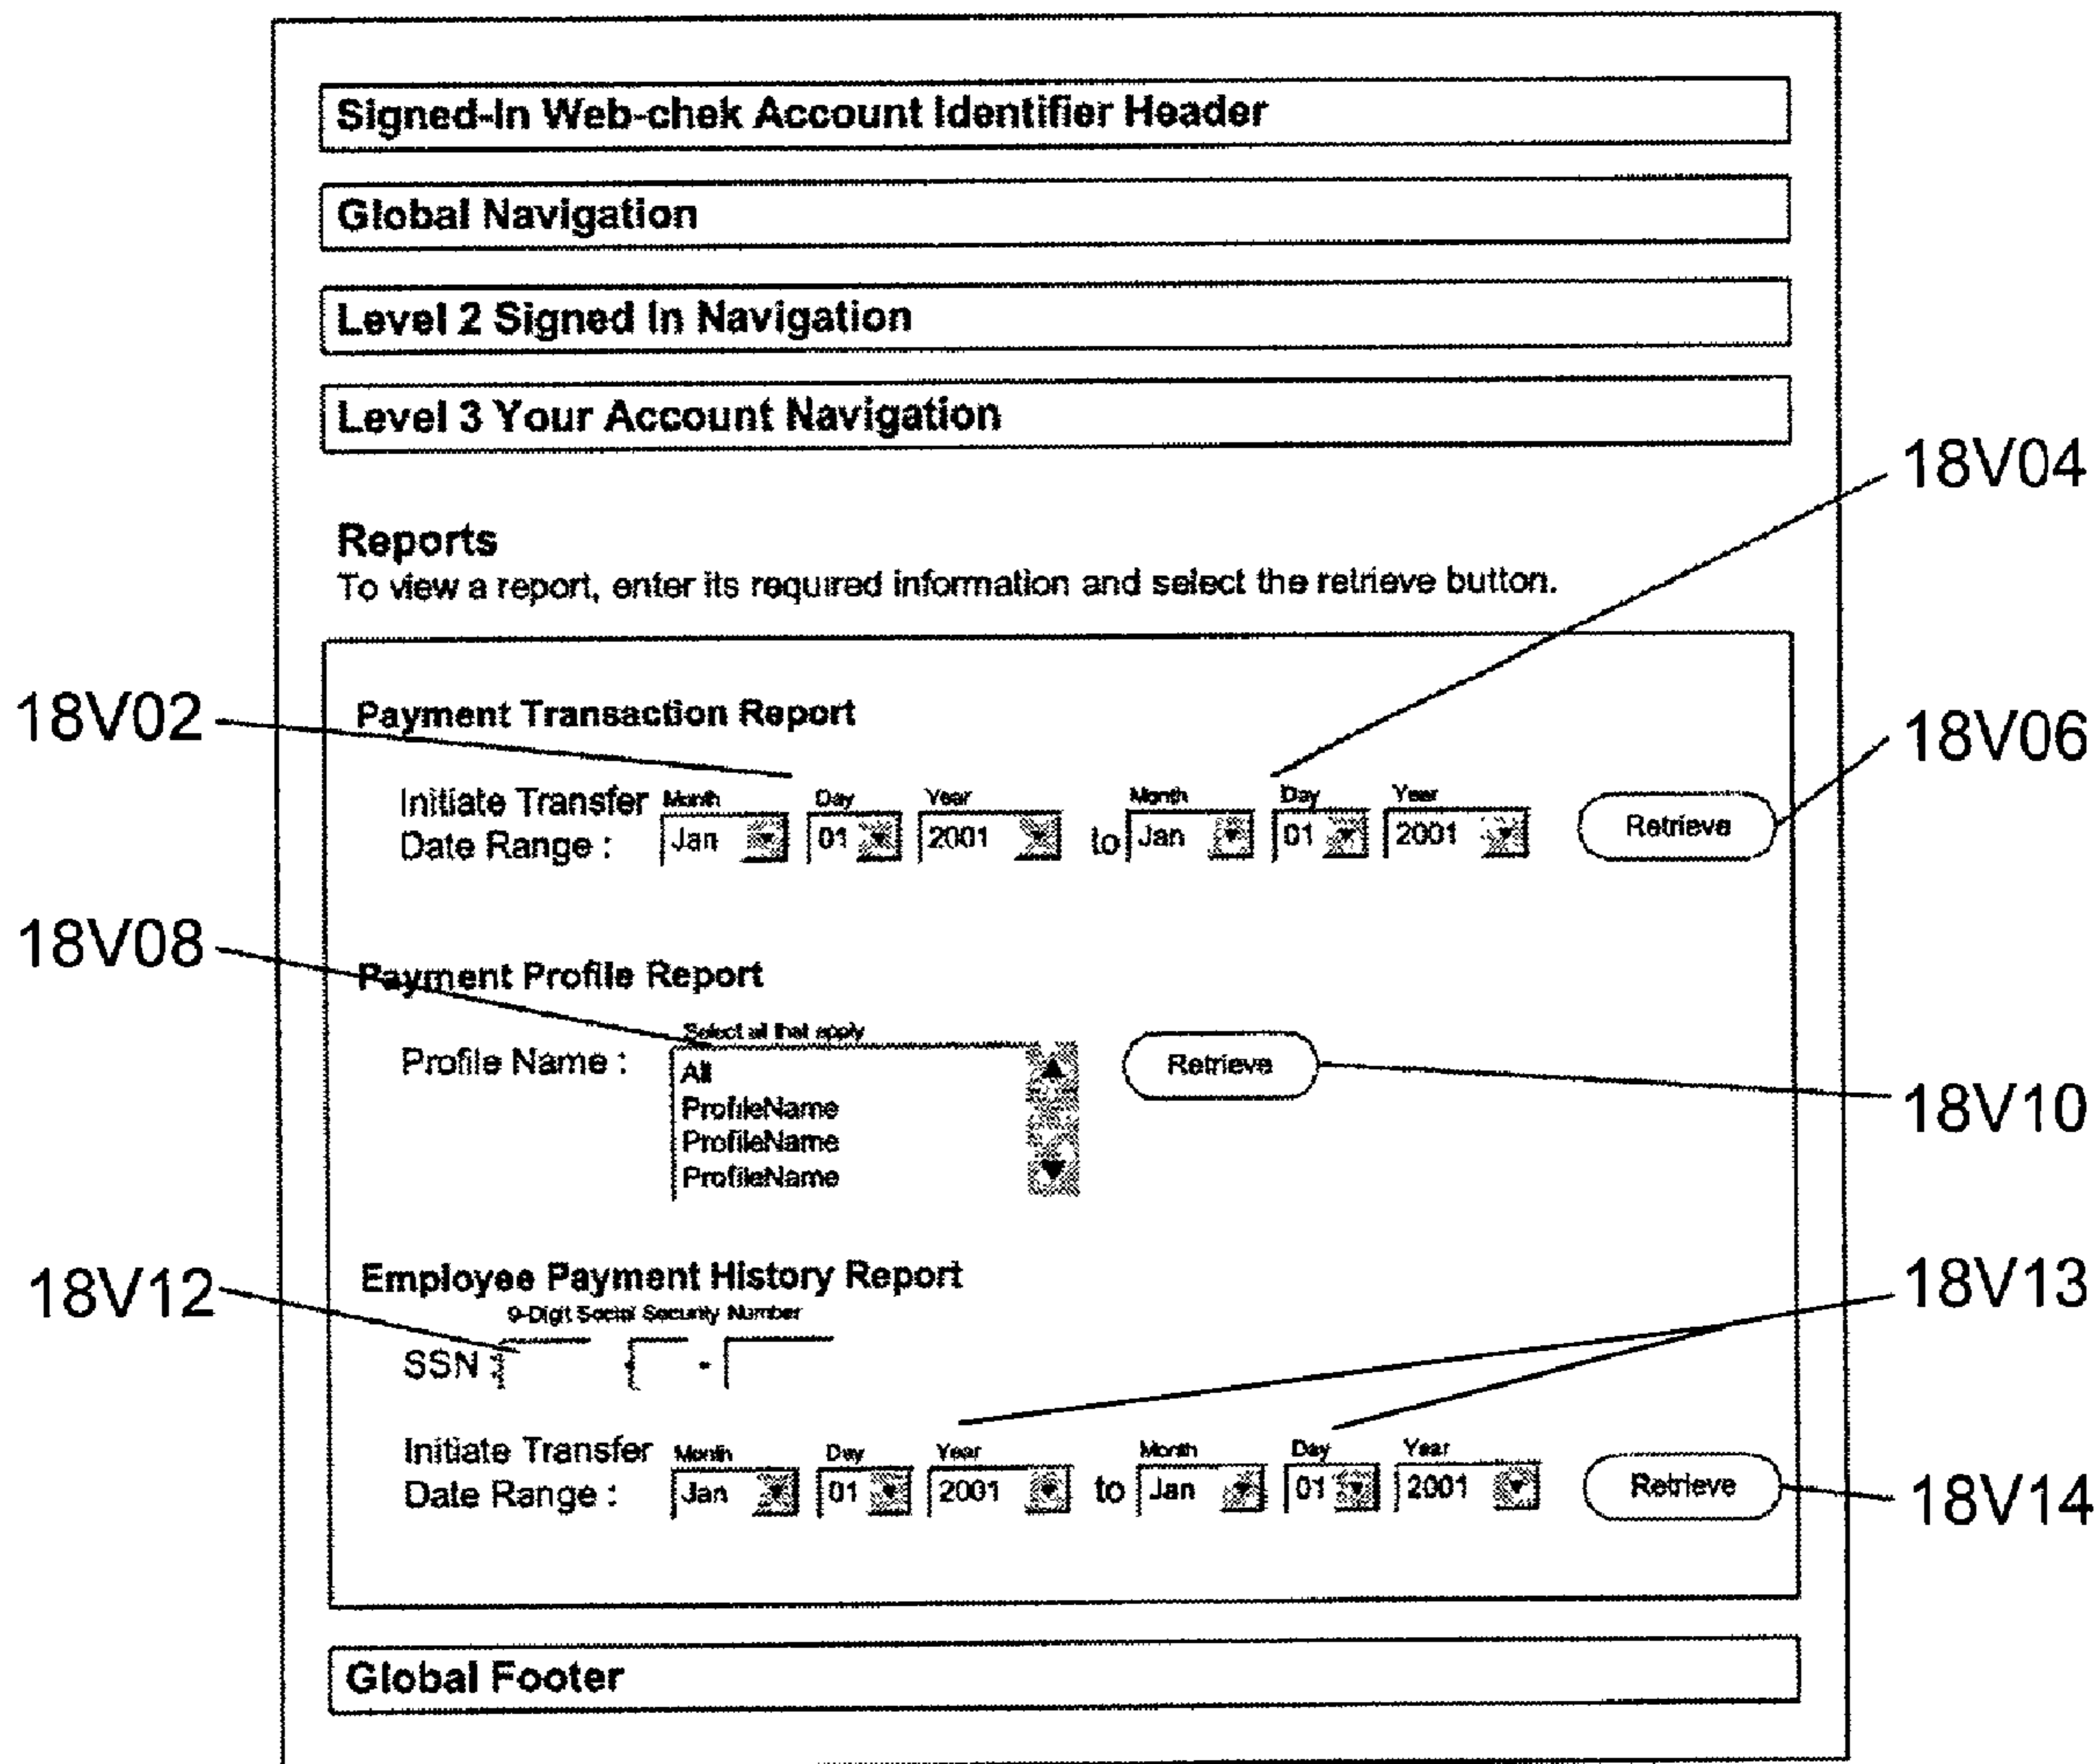 Signed-In Web-chek Account Identifier Header
Global Navigation
Level 2 Signed In Navigation
Level 3 Your Account Navigation
18V04
Reports
To view a report, enter its required information and select the retrieve button.
18V02
Payment Transaction Report
18V06
Initiate Transfer Date Range :
Month Day Year Month Day Year
Jan 01 2001 to Jan 01 2001 Retrieve
18V08
Payment Profile Report
Select all that apply
Profile Name :
All
ProfileName
ProfileName
ProfileName
Retrieve
18V10
18V12
Employee Payment History Report
18V13
9-Digit Social Security Number
SSN : - -
Initiate Transfer Date Range :
Month Day Year Month Day Year
Jan 01 2001 to Jan 01 2001 Retrieve
18V14
Global Footer